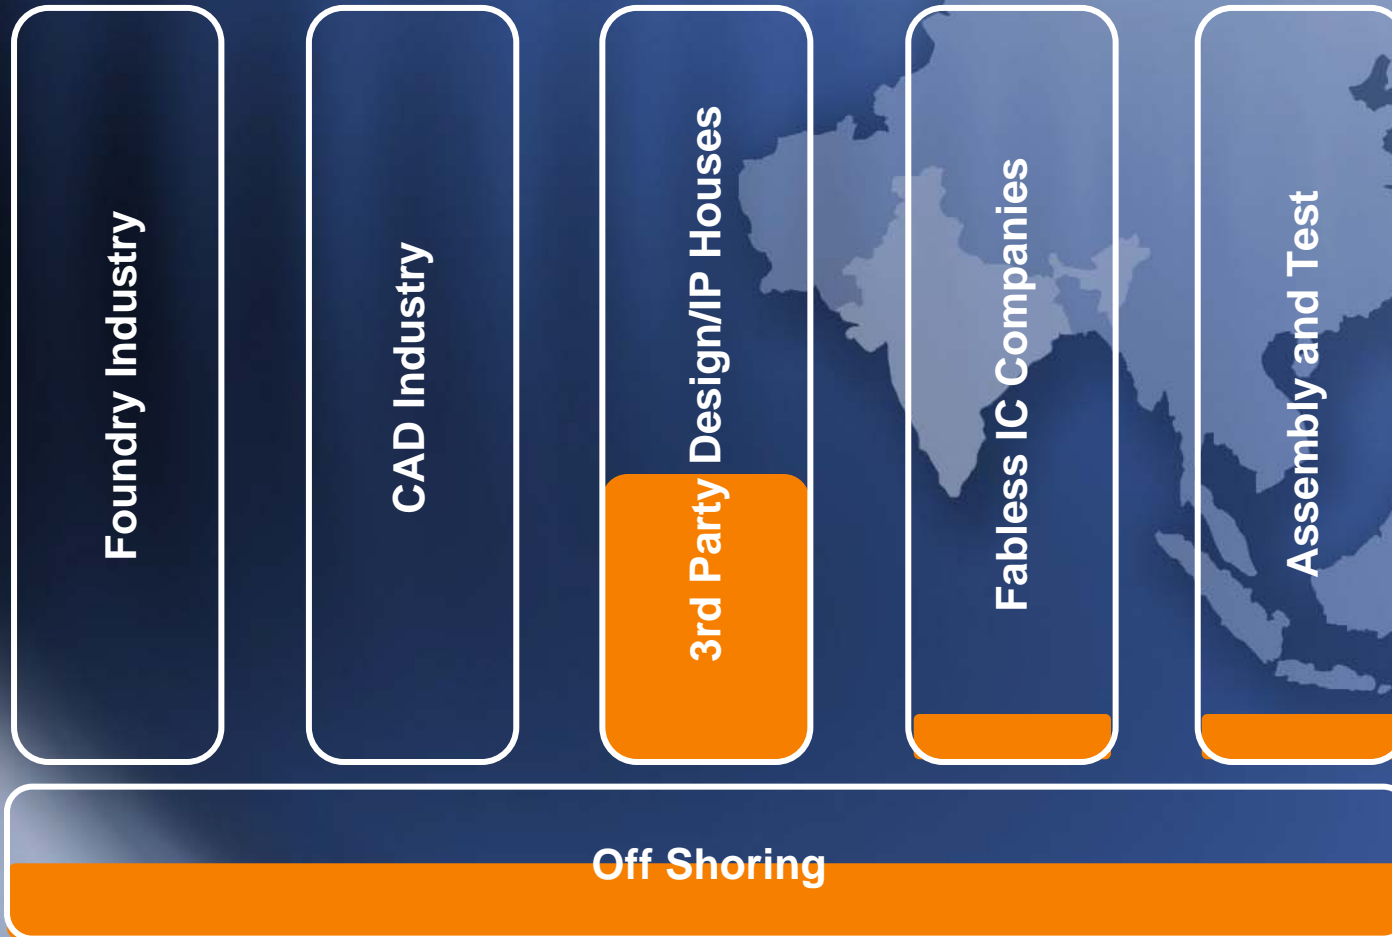 Foundry Industry
CAD Industry
3rd Party Design/IP Houses
Fabless IC Companies
Assembly and Test
Off Shoring